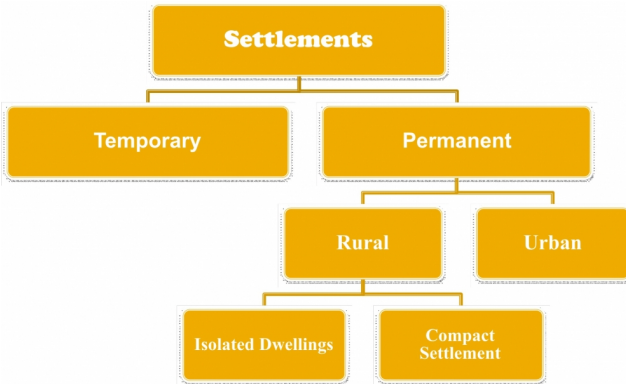 Settlements
Temporary
Permanent
Rural
Urban
Isolated Dwellings
Compact
Settlement